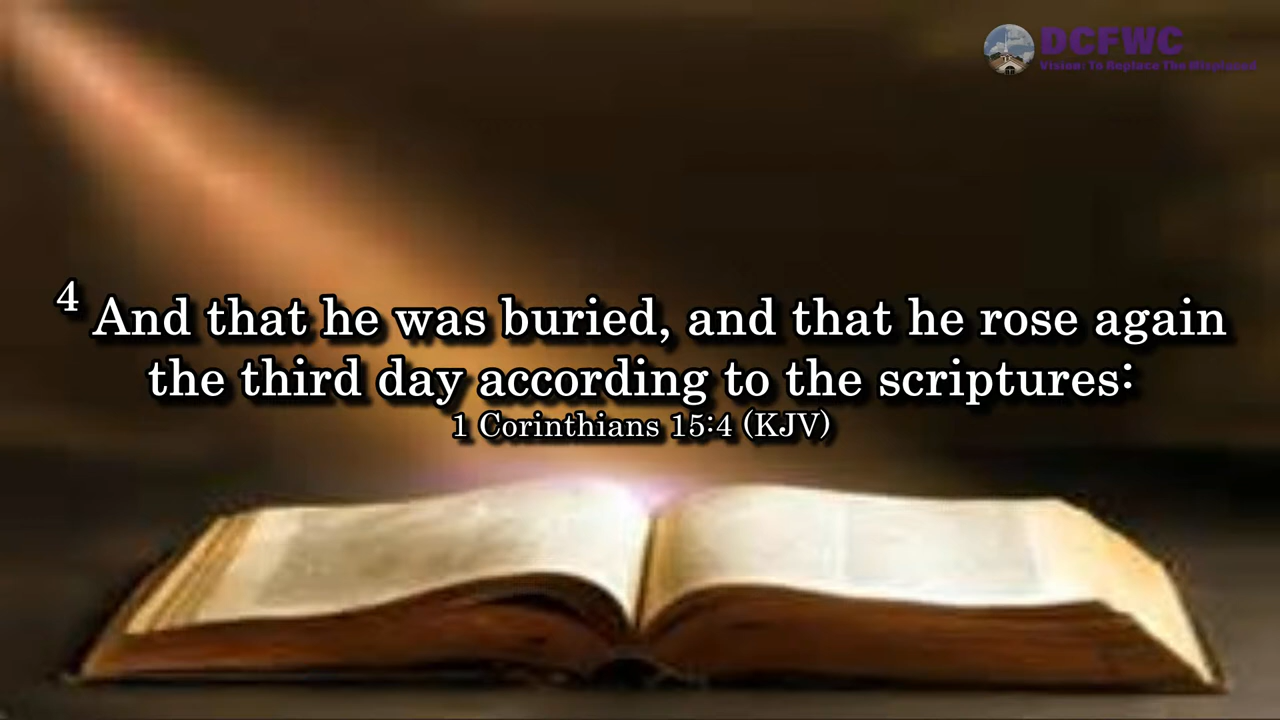 DCFWC
Vision: To Replace The Misplaced
4 And that he was buried, and that he rose again
the third day according to the scriptures:
1 Corinthians 15:4 (KJV)